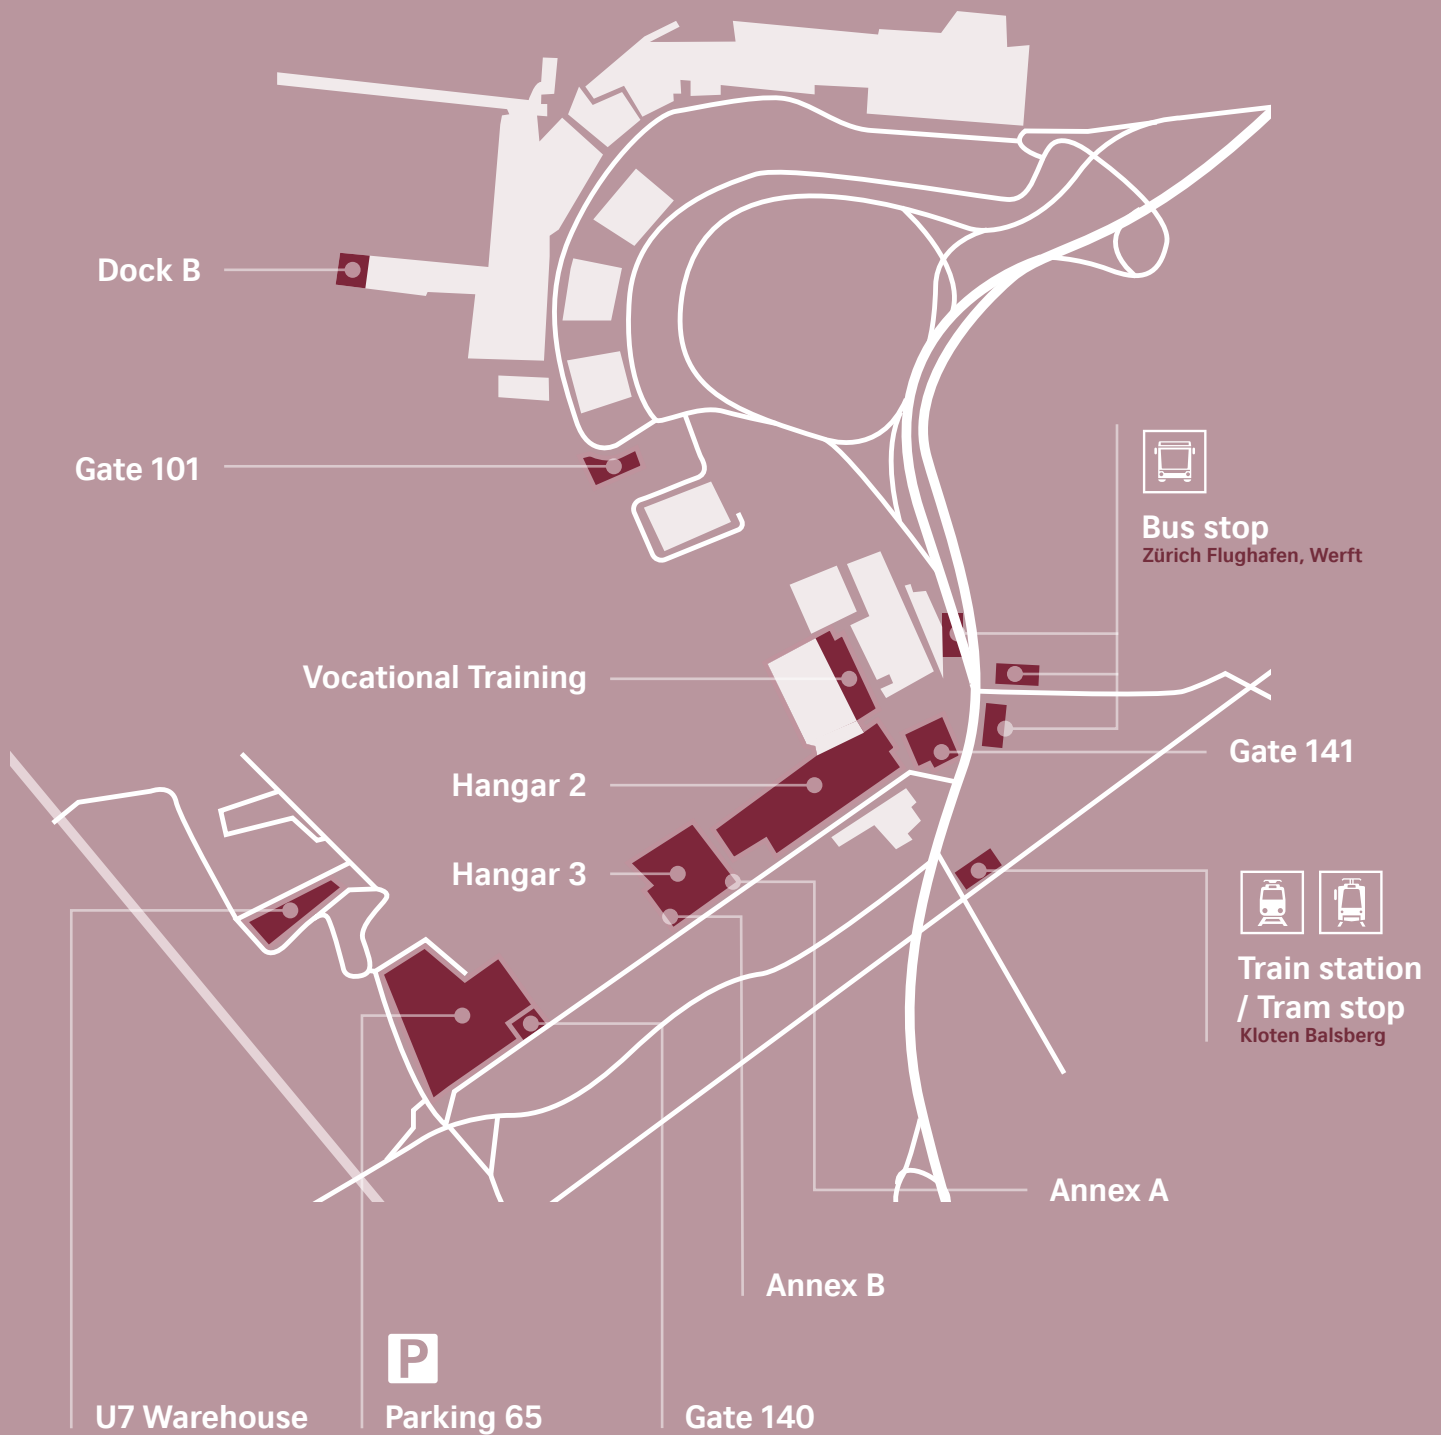 Dock B
Gate 101
Bus stop
Zürich Flughafen, Werft
Vocational Training
Gate 141
Hangar 2
Hangar 3
Train station
/ Tram stop
Kloten Balsberg
Annex A
Annex B
P
U7 Warehouse
Parking 65
Gate 140